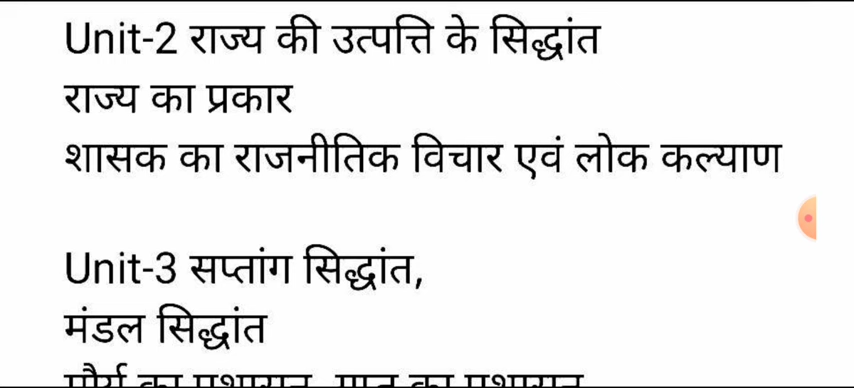 Unit-2 राज्य की उत्पत्ति के सिद्धांत
राज्य का प्रकार
शासक का राजनीतिक विचार एवं लोक कल्याण
Unit-3 सप्तांग सिद्धांत,
मंडल सिद्धांत